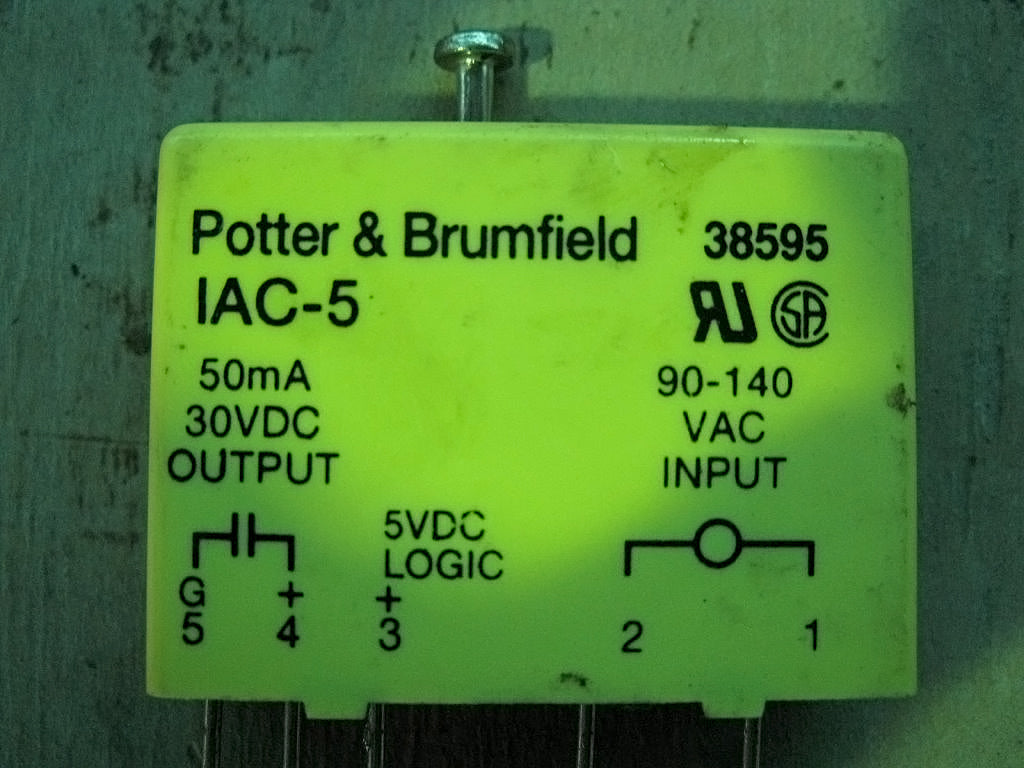 Potter & Brumfield 38595
IAC-5
50mA
30VDC
OUTPUT
90-140
VAC
INPUT
5VDC
LOGIC
G + +
5 4 3 2 1